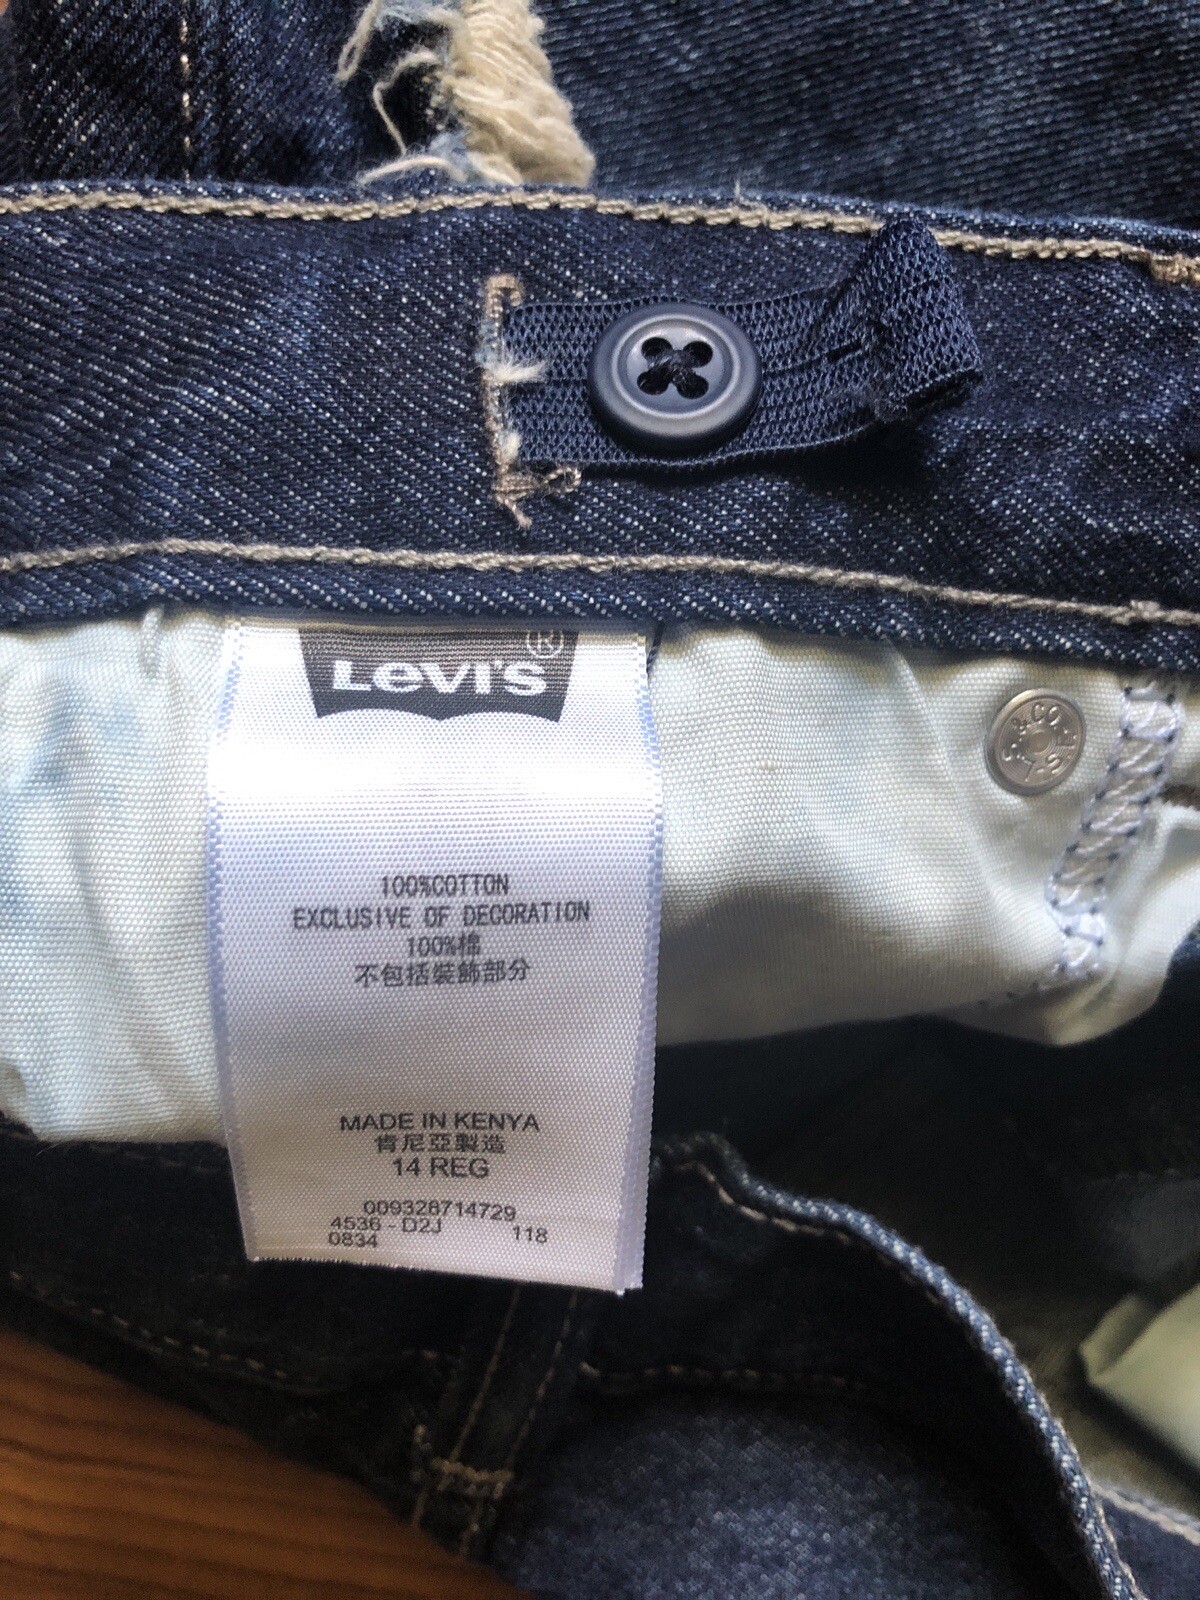 Levi's®
L.S. & CO. S.F.
100%COTTON
EXCLUSIVE OF DECORATION
100%棉
不包括裝飾部分
MADE IN KENYA
肯尼亞製造
14 REG
009328714729
4536 - D2J 118
0834